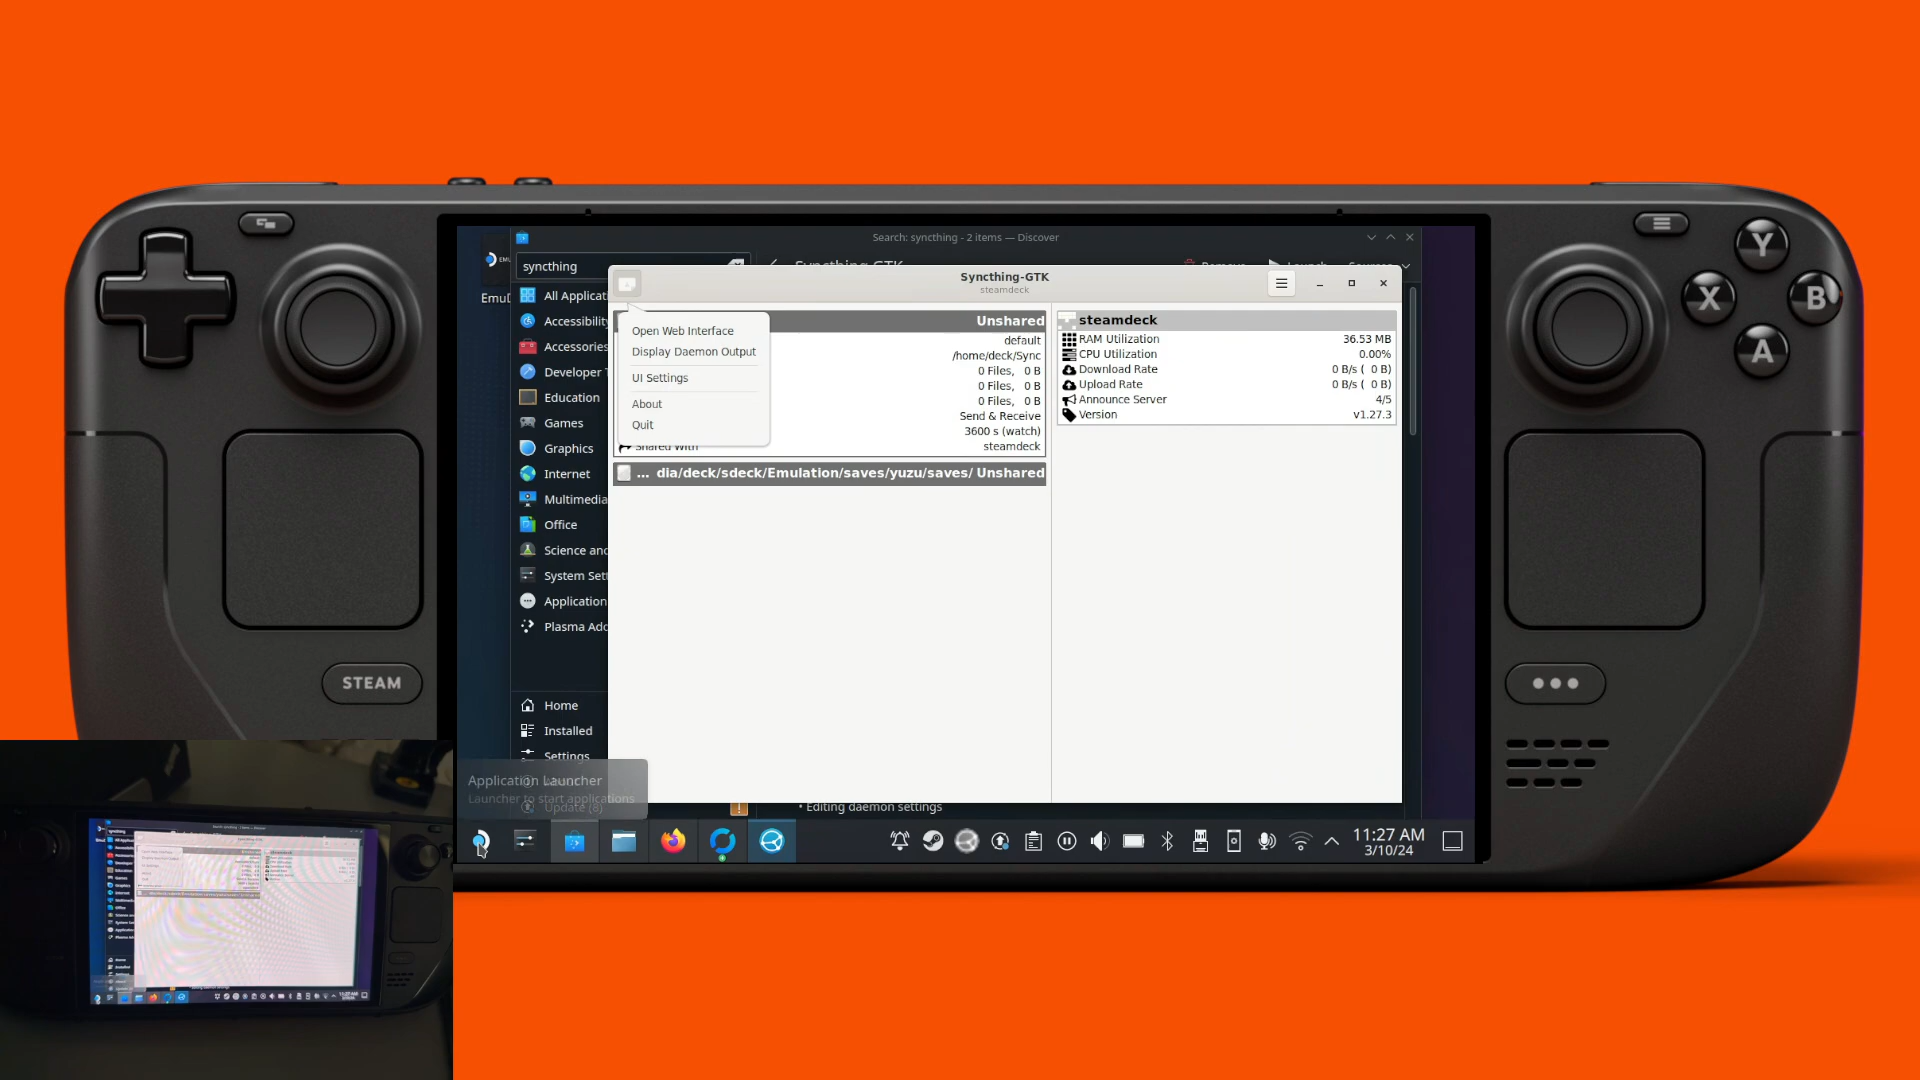 Search: syncthing - 2 items — Discover
syncthing
Syncthing-GTK
steamdeck
All Applicat
Accessibility
Accessories
Developer
Education
Games
Graphics
Internet
Multimedia
Office
Science and
System Set
Application
Plasma Add
Home
Installed
Settings
Open Web Interface
Display Daemon Output
UI Settings
About
Quit
Unshared
default
/home/deck/Sync
0 Files, 0 B
0 Files, 0 B
0 Files, 0 B
Send & Receive
3600 s (watch)
Shared With steamdeck
... dia/deck/sdeck/Emulation/saves/yuzu/saves/ Unshared
steamdeck
RAM Utilization 36.53 MB
CPU Utilization 0.00%
Download Rate 0 B/s ( 0 B)
Upload Rate 0 B/s ( 0 B)
Announce Server 4/5
Version v1.27.3
Application Launcher
Launcher to start applications
Update (8)
• Editing daemon settings
11:27 AM
3/10/24
STEAM
Y
X
B
A